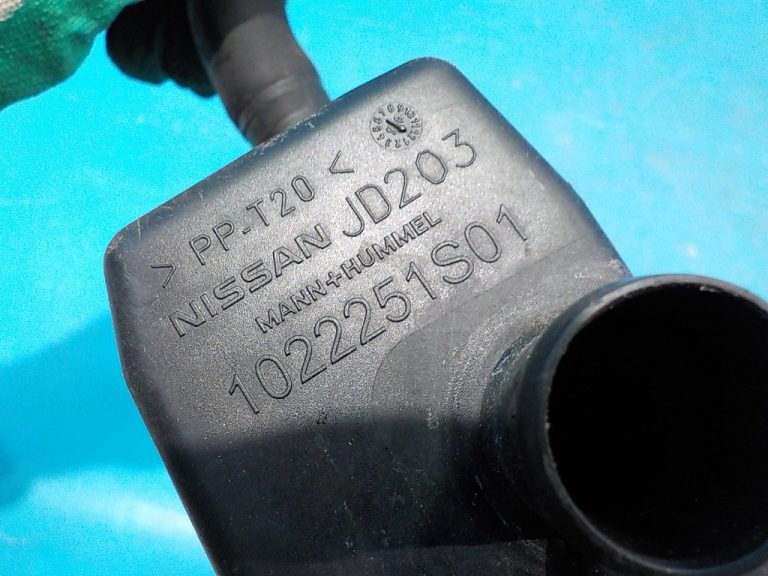 > PP-T20 <
NISSAN JD203
MANN+HUMMEL
1022251S01